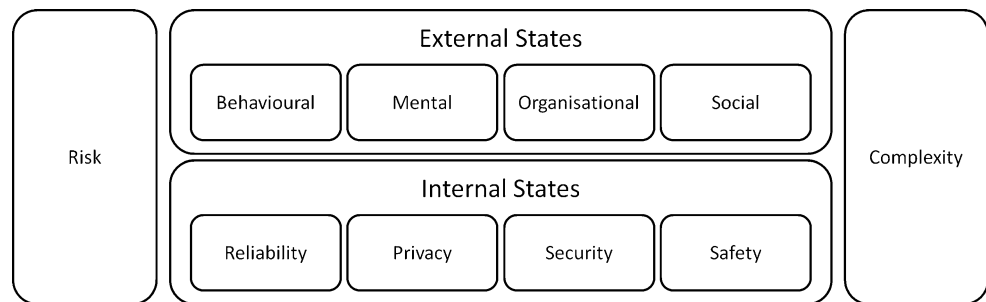 External States
Behavioural
Mental
Organisational
Social
Risk
Complexity
Internal States
Reliability
Privacy
Security
Safety